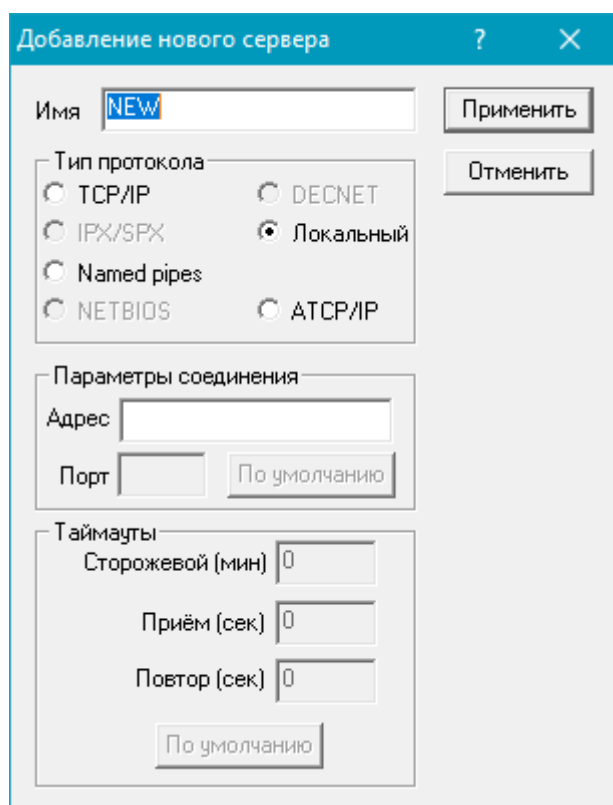 Добавление нового сервера ? ×
Имя NEW
Применить
Отменить
Тип протокола
TCP/IP DECNET
IPX/SPX Локальный
Named pipes
NETBIOS ATCP/IP
Параметры соединения
Адрес
Порт По умолчанию
Таймауты
Сторожевой (мин) 0
Приём (сек) 0
Повтор (сек) 0
По умолчанию